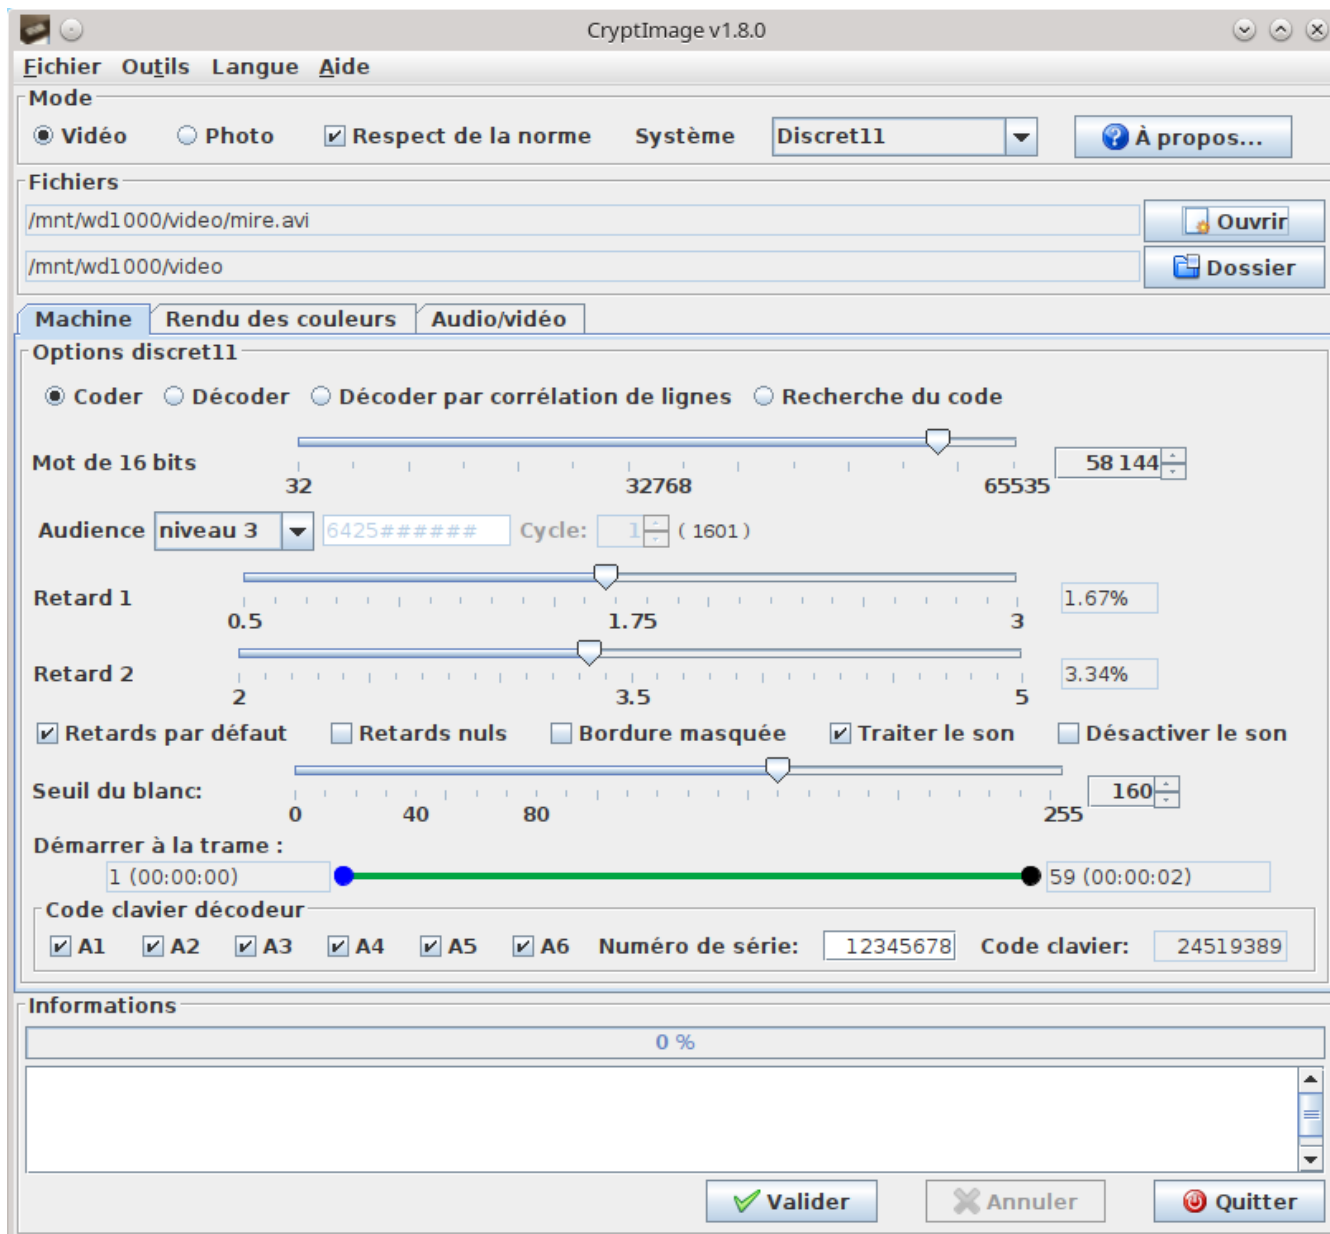 CryptImage v1.8.0
Fichier Outils Langue Aide
Mode
Vidéo Photo Respect de la norme Système Discret11 À propos...
Fichiers
/mnt/wd1000/video/mire.avi Ouvrir
/mnt/wd1000/video Dossier
Machine Rendu des couleurs Audio/vidéo
Options discret11
Coder Décoder Décoder par corrélation de lignes Recherche du code
Mot de 16 bits 58 144
32 32768 65535
Audience niveau 3 6425###### Cycle: 1 ( 1601 )
Retard 1 1.67%
0.5 1.75 3
Retard 2 3.34%
2 3.5 5
Retards par défaut Retards nuls Bordure masquée Traiter le son Désactiver le son
Seuil du blanc: 160
0 40 80 255
Démarrer à la trame :
1 (00:00:00) 59 (00:00:02)
Code clavier décodeur
A1 A2 A3 A4 A5 A6 Numéro de série: 12345678 Code clavier: 24519389
Informations
0 %
Valider Annuler Quitter